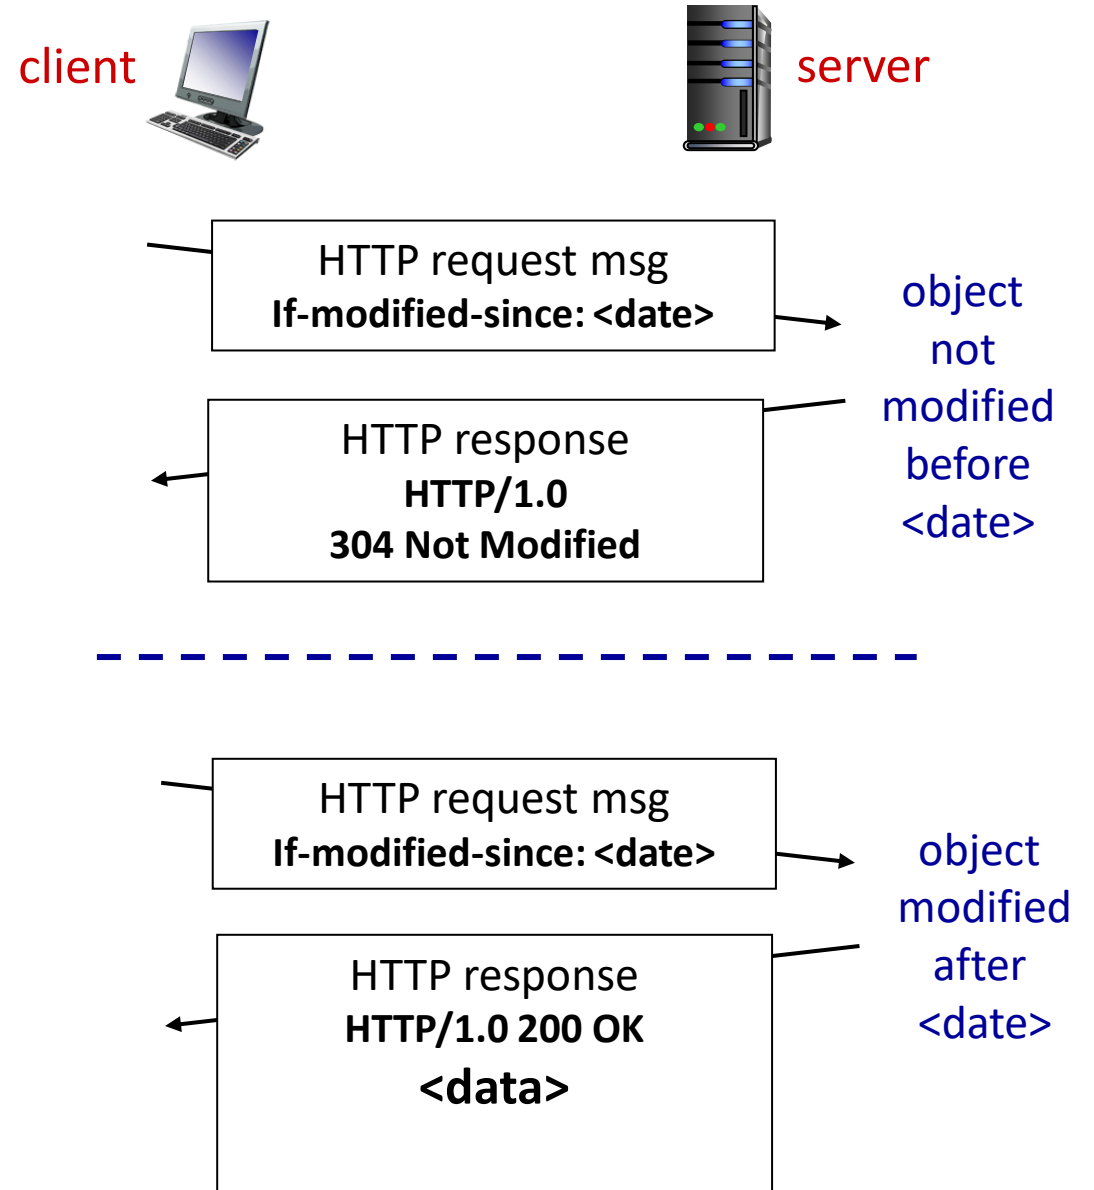 client
server
HTTP request msg
If-modified-since: <date>
object
not
modified
before
<date>
HTTP response
HTTP/1.0
304 Not Modified
HTTP request msg
If-modified-since: <date>
object
modified
after
<date>
HTTP response
HTTP/1.0 200 OK
<data>